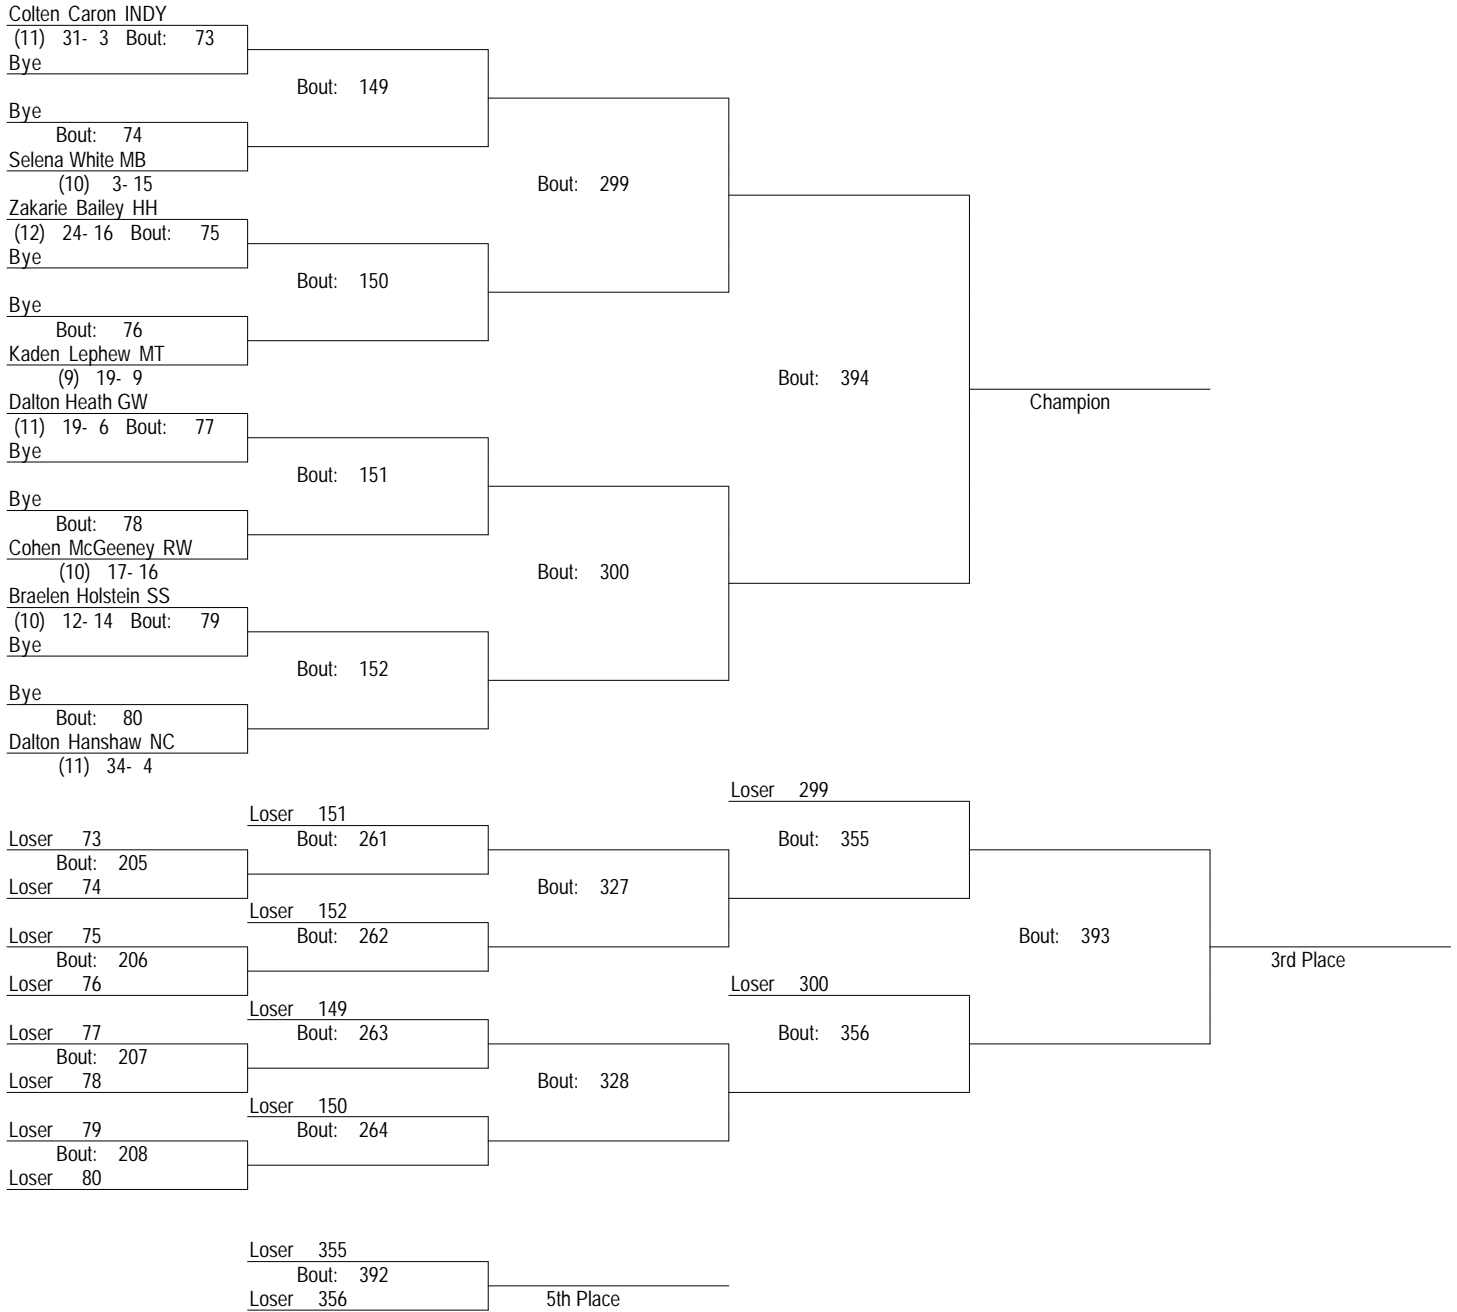 Colten Caron INDY
(11) 31- 3 Bout: 73
Bye
Bout: 149
Bye
Bout: 74
Selena White MB
(10) 3- 15
Bout: 299
Zakarie Bailey HH
(12) 24- 16 Bout: 75
Bye
Bout: 150
Bye
Bout: 76
Kaden Lephew MT
(9) 19- 9
Bout: 394
Champion
Dalton Heath GW
(11) 19- 6 Bout: 77
Bye
Bout: 151
Bye
Bout: 78
Cohen McGeeney RW
(10) 17- 16
Bout: 300
Braelen Holstein SS
(10) 12- 14 Bout: 79
Bye
Bout: 152
Bye
Bout: 80
Dalton Hanshaw NC
(11) 34- 4
Loser 299
Loser 151
Loser 73
Bout: 261
Bout: 355
Bout: 205
Loser 74
Bout: 327
Loser 152
Loser 75
Bout: 262
Bout: 393
Bout: 206
3rd Place
Loser 76
Loser 300
Loser 149
Loser 77
Bout: 263
Bout: 356
Bout: 207
Loser 78
Bout: 328
Loser 150
Loser 79
Bout: 264
Bout: 208
Loser 80
Loser 355
Bout: 392
Loser 356
5th Place